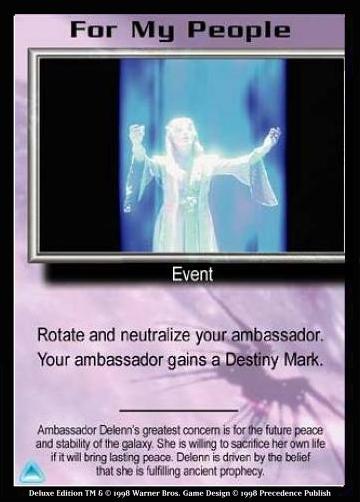 For My People
Event
Rotate and neutralize your ambassador.
Your ambassador gains a Destiny Mark.
Ambassador Delenn's greatest concern is for the future peace
and stability of the galaxy. She is willing to sacrifice her own life
if it will bring lasting peace. Delenn is driven by the belief
that she is fulfilling ancient prophecy.
Deluxe Edition TM & © 1998 Warner Bros. Game Design © 1998 Precedence Publish